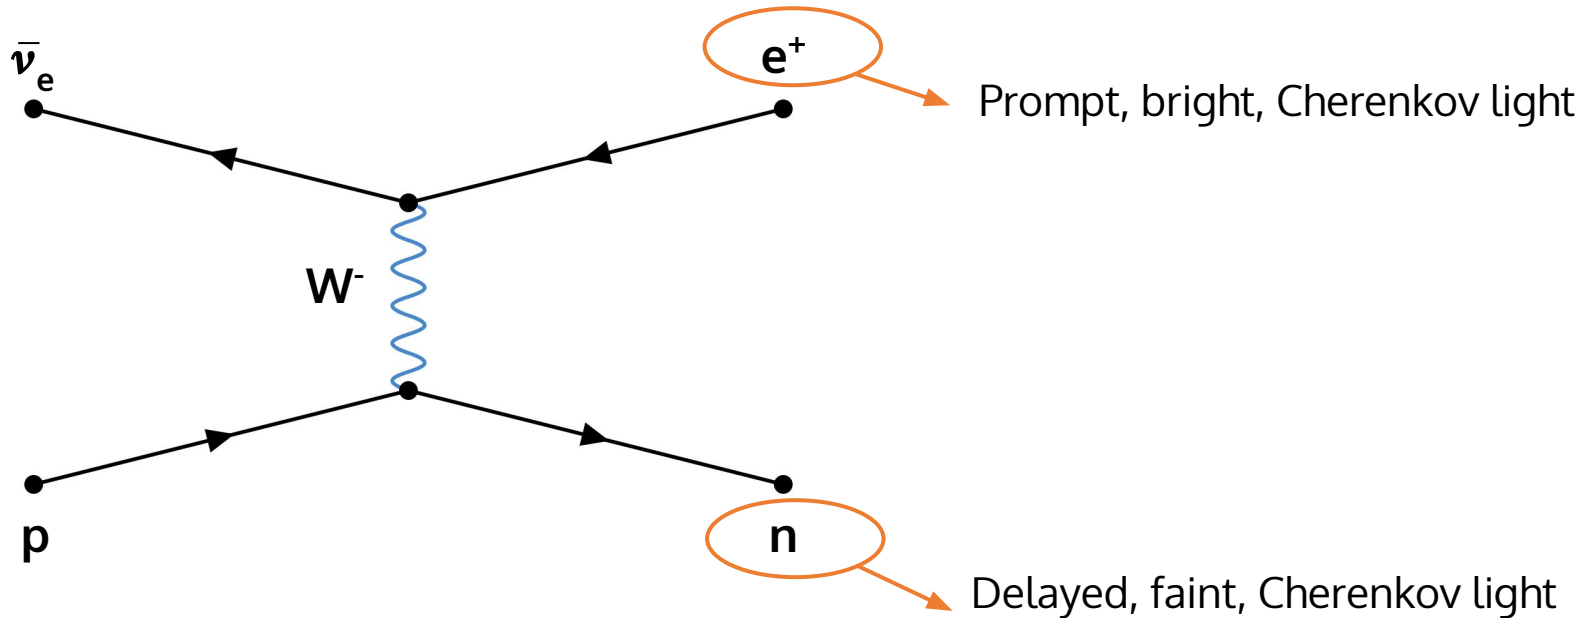 ν̅e
e⁺
Prompt, bright, Cherenkov light
W⁻
p
n
Delayed, faint, Cherenkov light